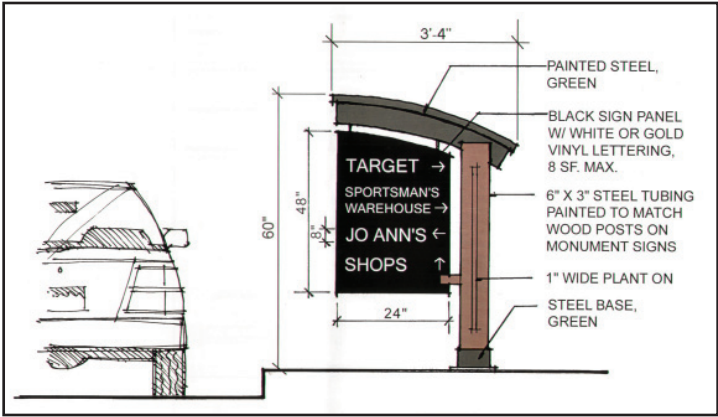 3'-4"
PAINTED STEEL,
GREEN
BLACK SIGN PANEL
W/ WHITE OR GOLD
VINYL LETTERING,
8 SF. MAX.
6" X 3" STEEL TUBING
PAINTED TO MATCH
WOOD POSTS ON
MONUMENT SIGNS
1" WIDE PLANT ON
STEEL BASE,
GREEN
60"
48"
8"
TARGET →
SPORTSMAN'S
WAREHOUSE →
JO ANN'S ←
SHOPS ↑
24"